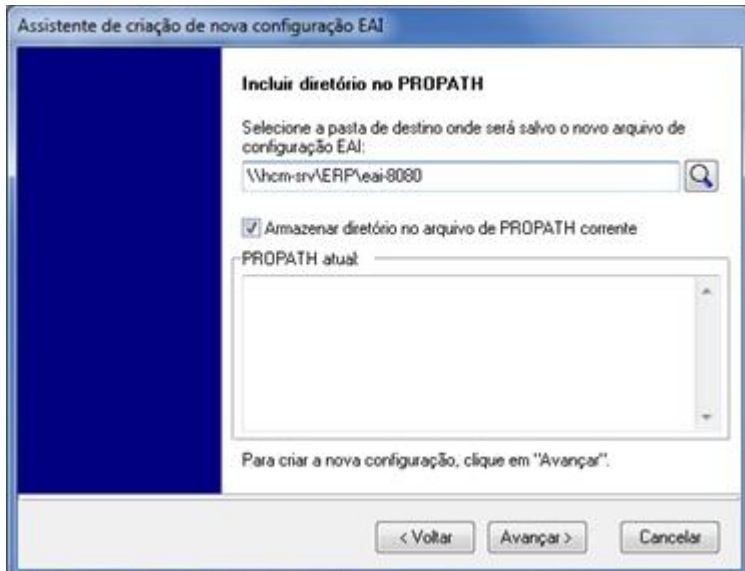 Assistente de criação de nova configuração EAI
Incluir diretório no PROPATH
Selecione a pasta de destino onde será salvo o novo arquivo de
configuração EAI:
\\hcm-srv\ERP\eai-8080
Armazenar diretório no arquivo de PROPATH corrente
PROPATH atual:
Para criar a nova configuração, clique em "Avançar".
< Voltar
Avançar >
Cancelar